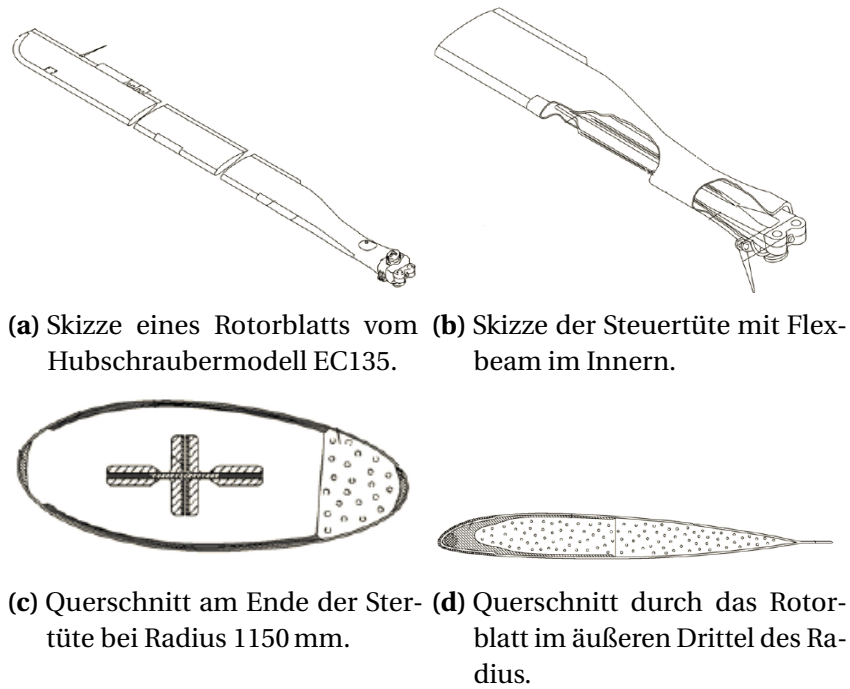 (a) Skizze eines Rotorblatts vom
Hubschraubermodell EC135.
(b) Skizze der Steuertüte mit Flex-
beam im Innern.
(c) Querschnitt am Ende der Ster-
tüte bei Radius 1150 mm.
(d) Querschnitt durch das Rotor-
blatt im äußeren Drittel des Ra-
dius.